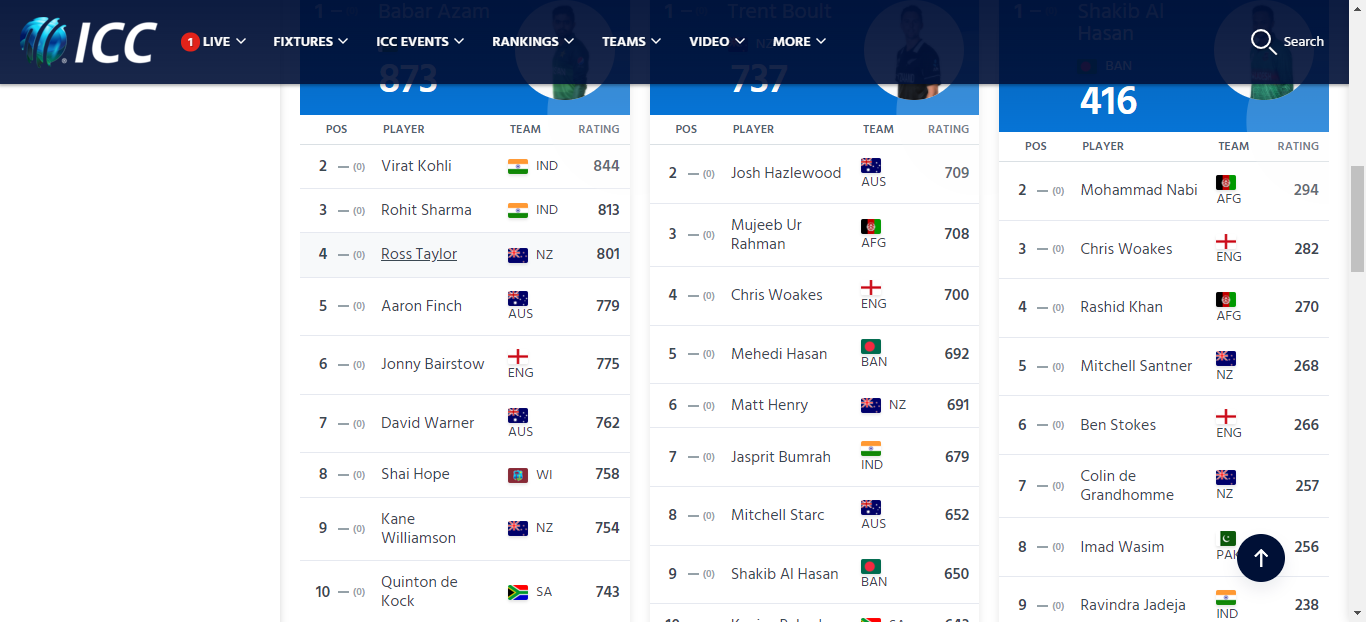 1 — (0) Babar Azam
1 — (0) Trent Boult
1 — (0) Shakib Al
Hasan
ICC
1 LIVE FIXTURES ICC EVENTS RANKINGS TEAMS VIDEO MORE Search
NZ
BAN
873
737
416
POS PLAYER TEAM RATING
2 — (0) Virat Kohli IND 844
3 — (0) Rohit Sharma IND 813
4 — (0) Ross Taylor NZ 801
5 — (0) Aaron Finch AUS 779
6 — (0) Jonny Bairstow ENG 775
7 — (0) David Warner AUS 762
8 — (0) Shai Hope WI 758
9 — (0) Kane
Williamson NZ 754
10 — (0) Quinton de
Kock SA 743
POS PLAYER TEAM RATING
2 — (0) Josh Hazlewood AUS 709
3 — (0) Mujeeb Ur
Rahman AFG 708
4 — (0) Chris Woakes ENG 700
5 — (0) Mehedi Hasan BAN 692
6 — (0) Matt Henry NZ 691
7 — (0) Jasprit Bumrah IND 679
8 — (0) Mitchell Starc AUS 652
9 — (0) Shakib Al Hasan BAN 650
POS PLAYER TEAM RATING
2 — (0) Mohammad Nabi AFG 294
3 — (0) Chris Woakes ENG 282
4 — (0) Rashid Khan AFG 270
5 — (0) Mitchell Santner NZ 268
6 — (0) Ben Stokes ENG 266
7 — (0) Colin de
Grandhomme NZ 257
8 — (0) Imad Wasim PAK 256
9 — (0) Ravindra Jadeja IND 238